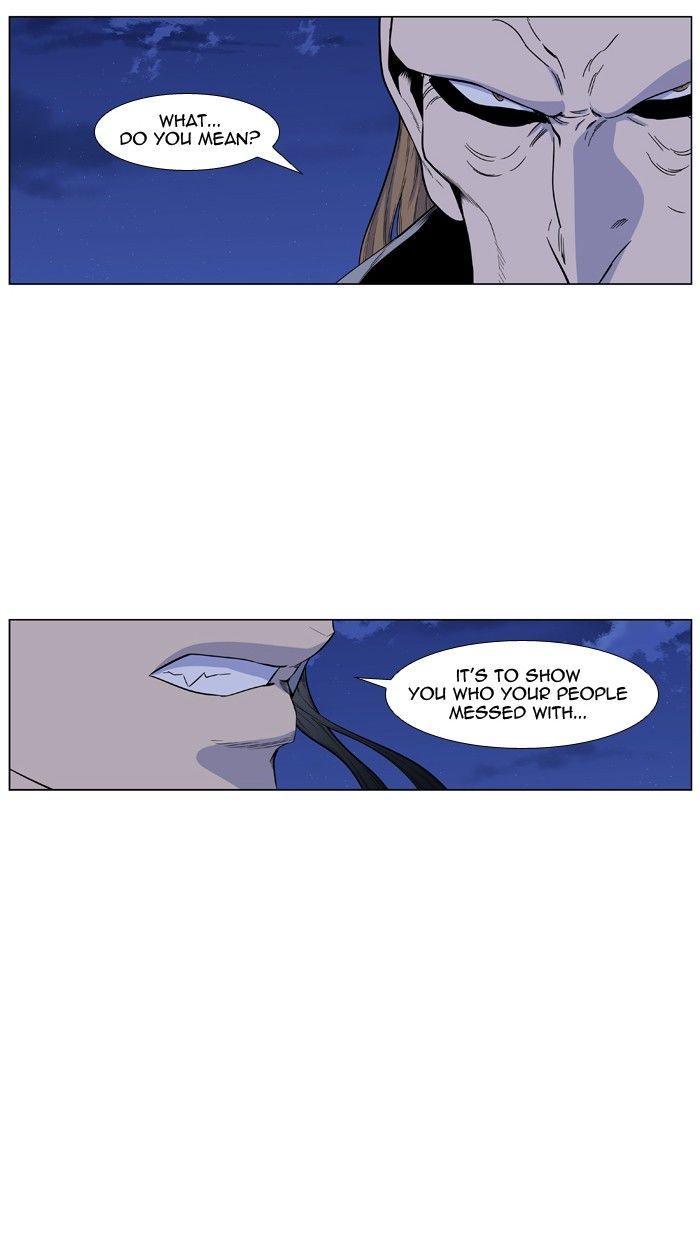 WHAT...
DO YOU MEAN?
IT'S TO SHOW
YOU WHO YOUR PEOPLE
MESSED WITH...